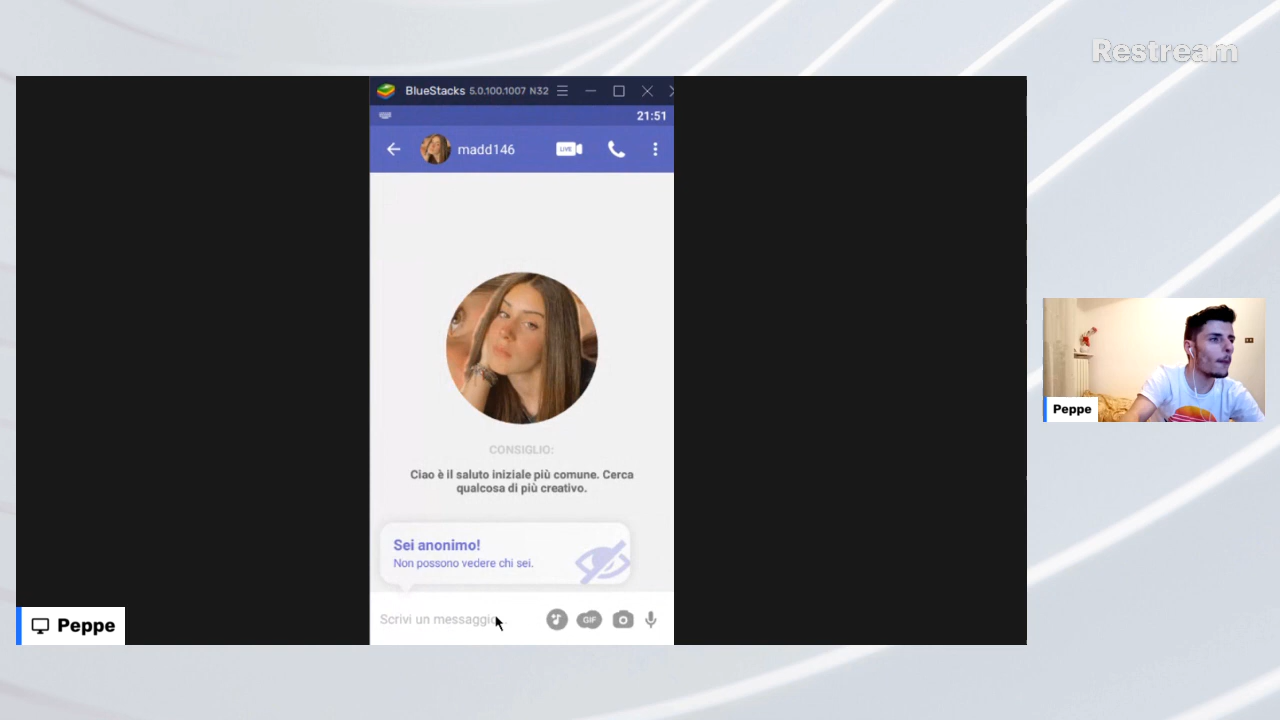 Restream
BlueStacks 5.0.100.1007 N32
21:51
madd146
LIVE
CONSIGLIO:
Ciao è il saluto iniziale più comune. Cerca
qualcosa di più creativo.
Sei anonimo!
Non possono vedere chi sei.
Scrivi un messaggio...
GIF
Peppe
Peppe